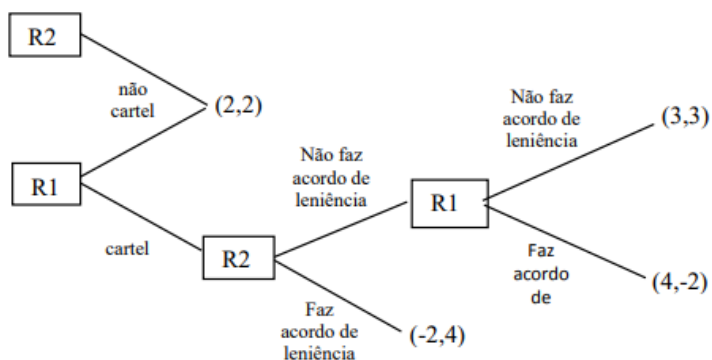 R2
não
cartel
(2,2)
R1
cartel
R2
Não faz
acordo de
leniência
Faz
acordo de
leniência
(-2,4)
R1
Não faz
acordo de
leniência
(3,3)
Faz
acordo
de
(4,-2)